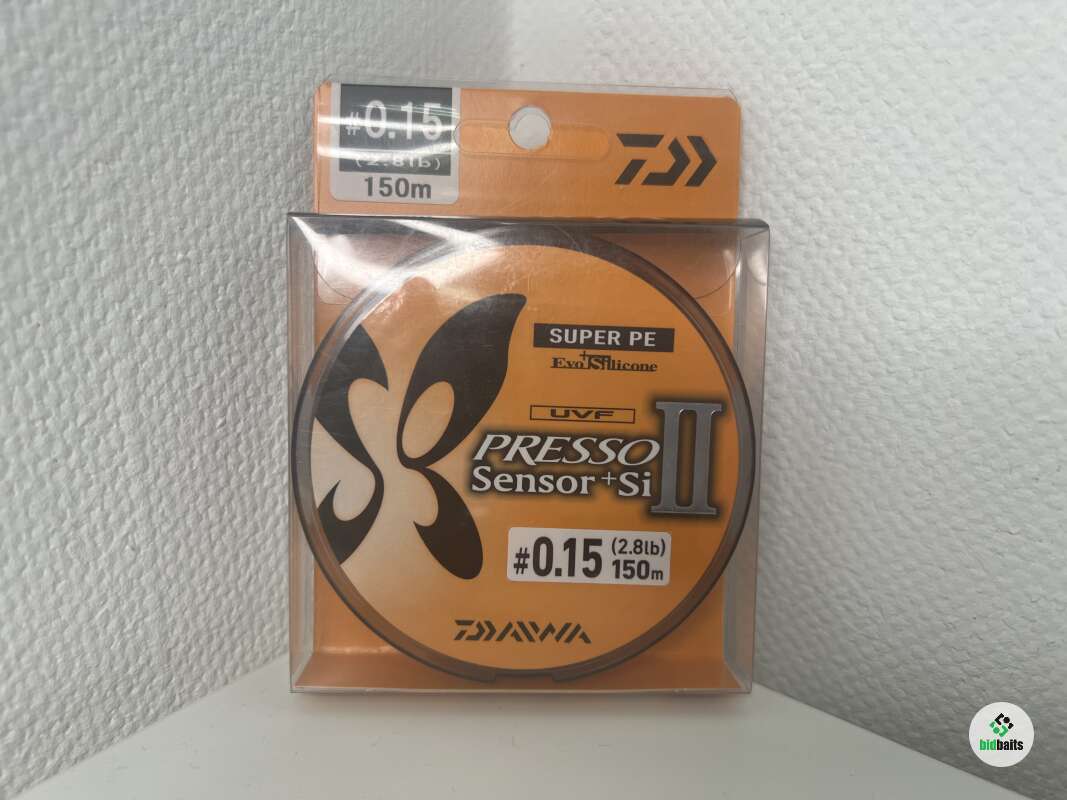 #0.15
(2.8lb)
150m
SUPER PE
Evo+Silicone
UVF
PRESSO
Sensor+Si II
#0.15 (2.8lb)
150m
DAIWA
bidbaits